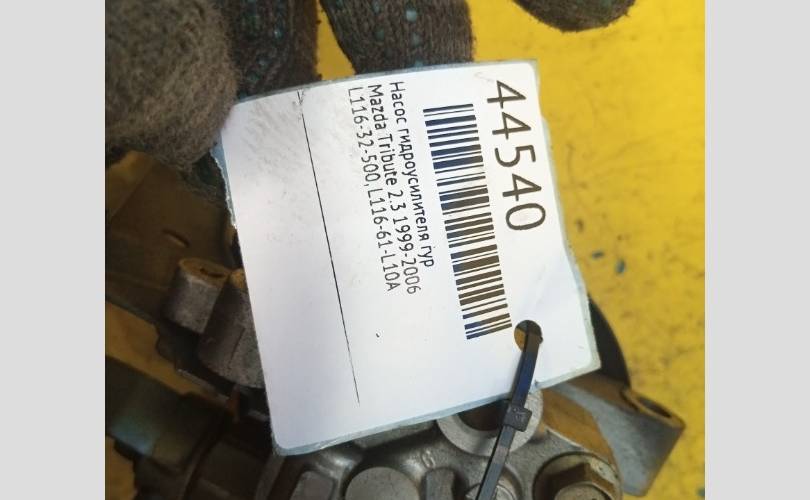 44540
Насос гидроусилителя гур
Mazda Tribute 2.3 1999-2006
L116-32-500, L116-61-L10A